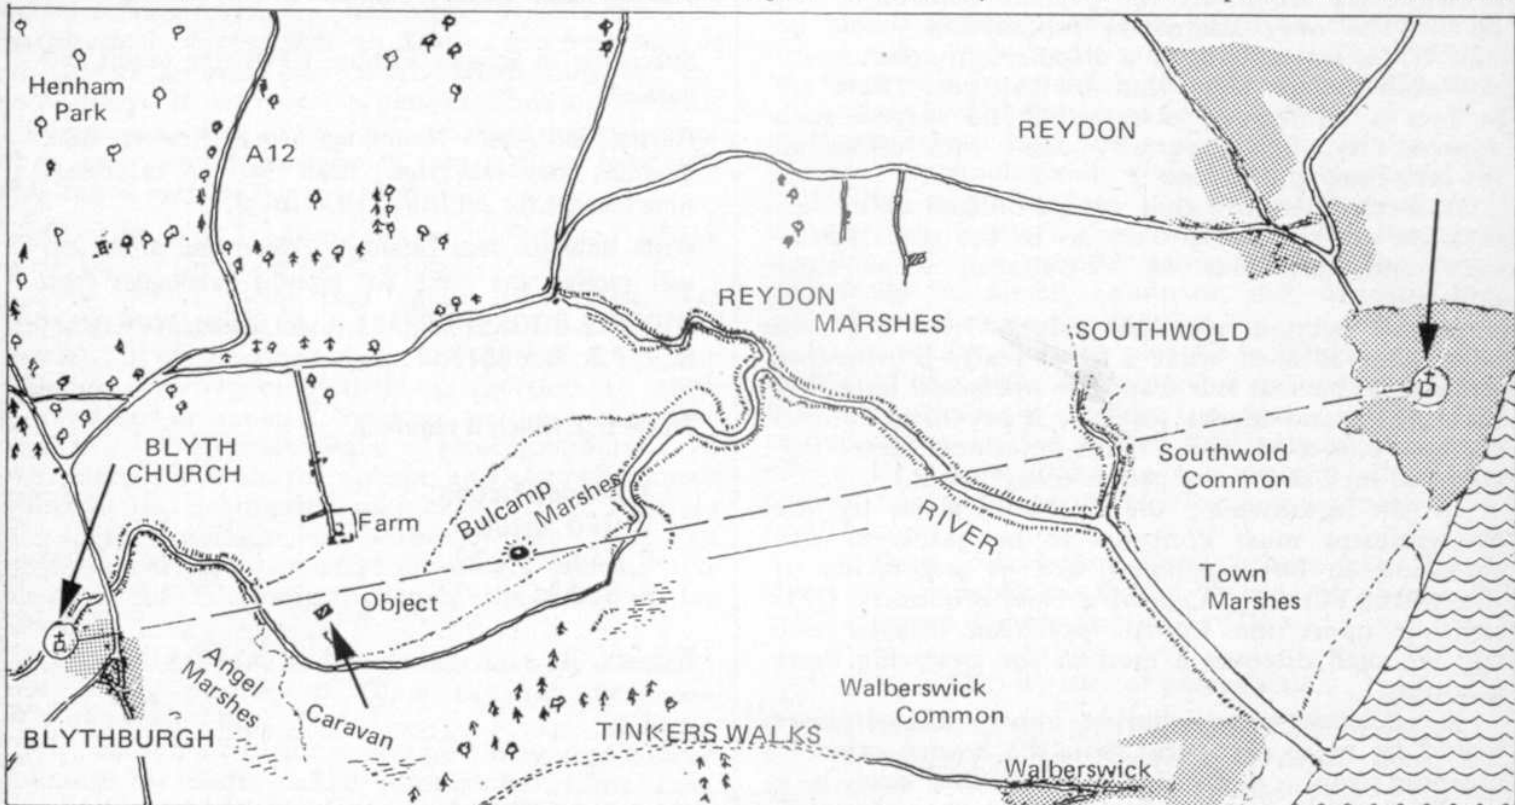 Henham
Park
A12
REYDON
REYDON
MARSHES
SOUTHWOLD
BLYTH
CHURCH
Southwold
Common
Bulcamp
Marshes
Farm
RIVER
Object
Town
Marshes
Angel
Marshes
Caravan
Walberswick
Common
BLYTHBURGH
TINKERS WALKS
Walberswick